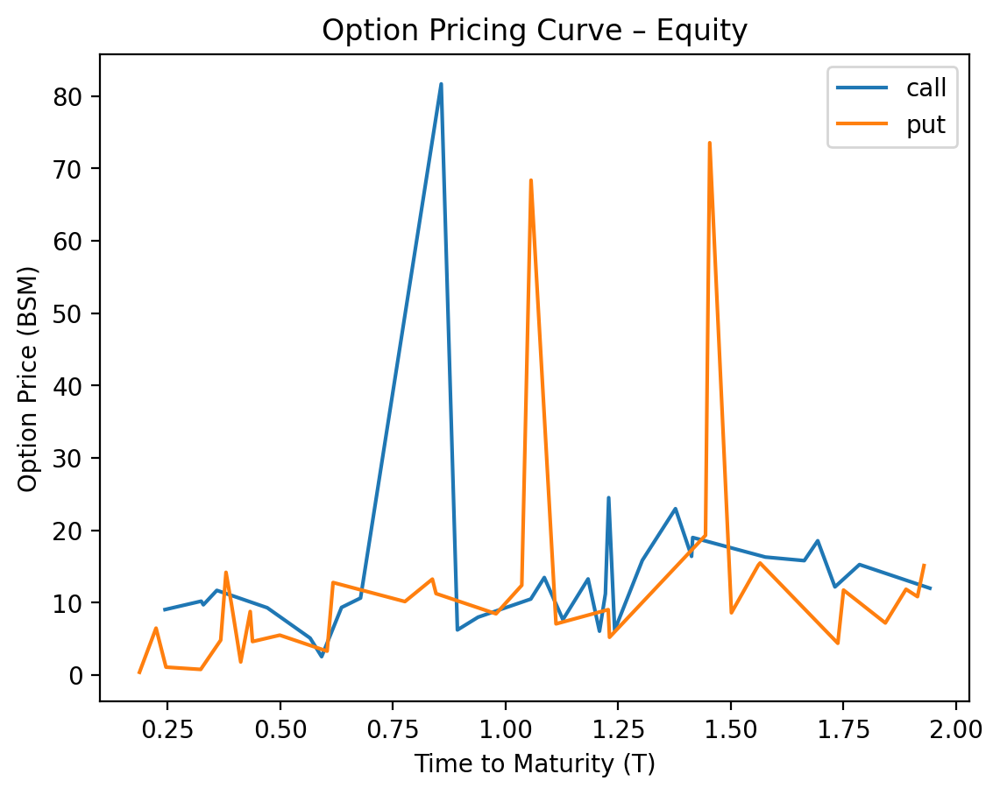 Option Pricing Curve – Equity
call
put
Option Price (BSM)
80
70
60
50
40
30
20
10
0
0.25 0.50 0.75 1.00 1.25 1.50 1.75 2.00
Time to Maturity (T)